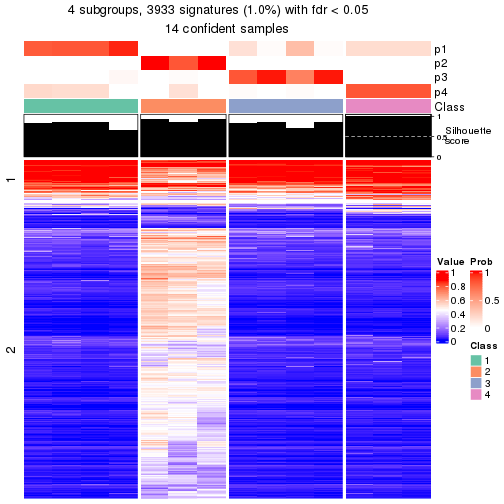 4 subgroups, 3933 signatures (1.0%) with fdr < 0.05
14 confident samples
p1
p2
p3
p4
Class
1
0.5
0
Silhouette
score
1
2
Value
1
0.8
0.6
0.4
0.2
0
Prob
1
0.5
0
Class
1
2
3
4